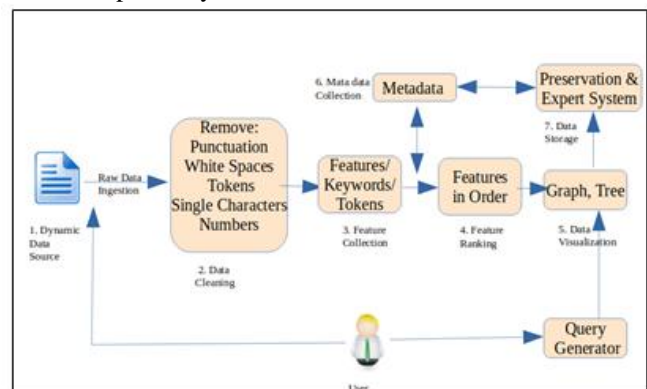 6. Mata data
Collection
Metadata
Preservation &
Expert System
7. Data
Storage
Remove:
Punctuation
White Spaces
Tokens
Single Characters
Numbers
Raw Data
Ingestion
Features/
Keywords/
Tokens
Features
in Order
Graph, Tree
1. Dynamic
Data
Source
2. Data
Cleaning
3. Feature
Collection
4. Feature
Ranking
5. Data
Visualization
Query
Generator